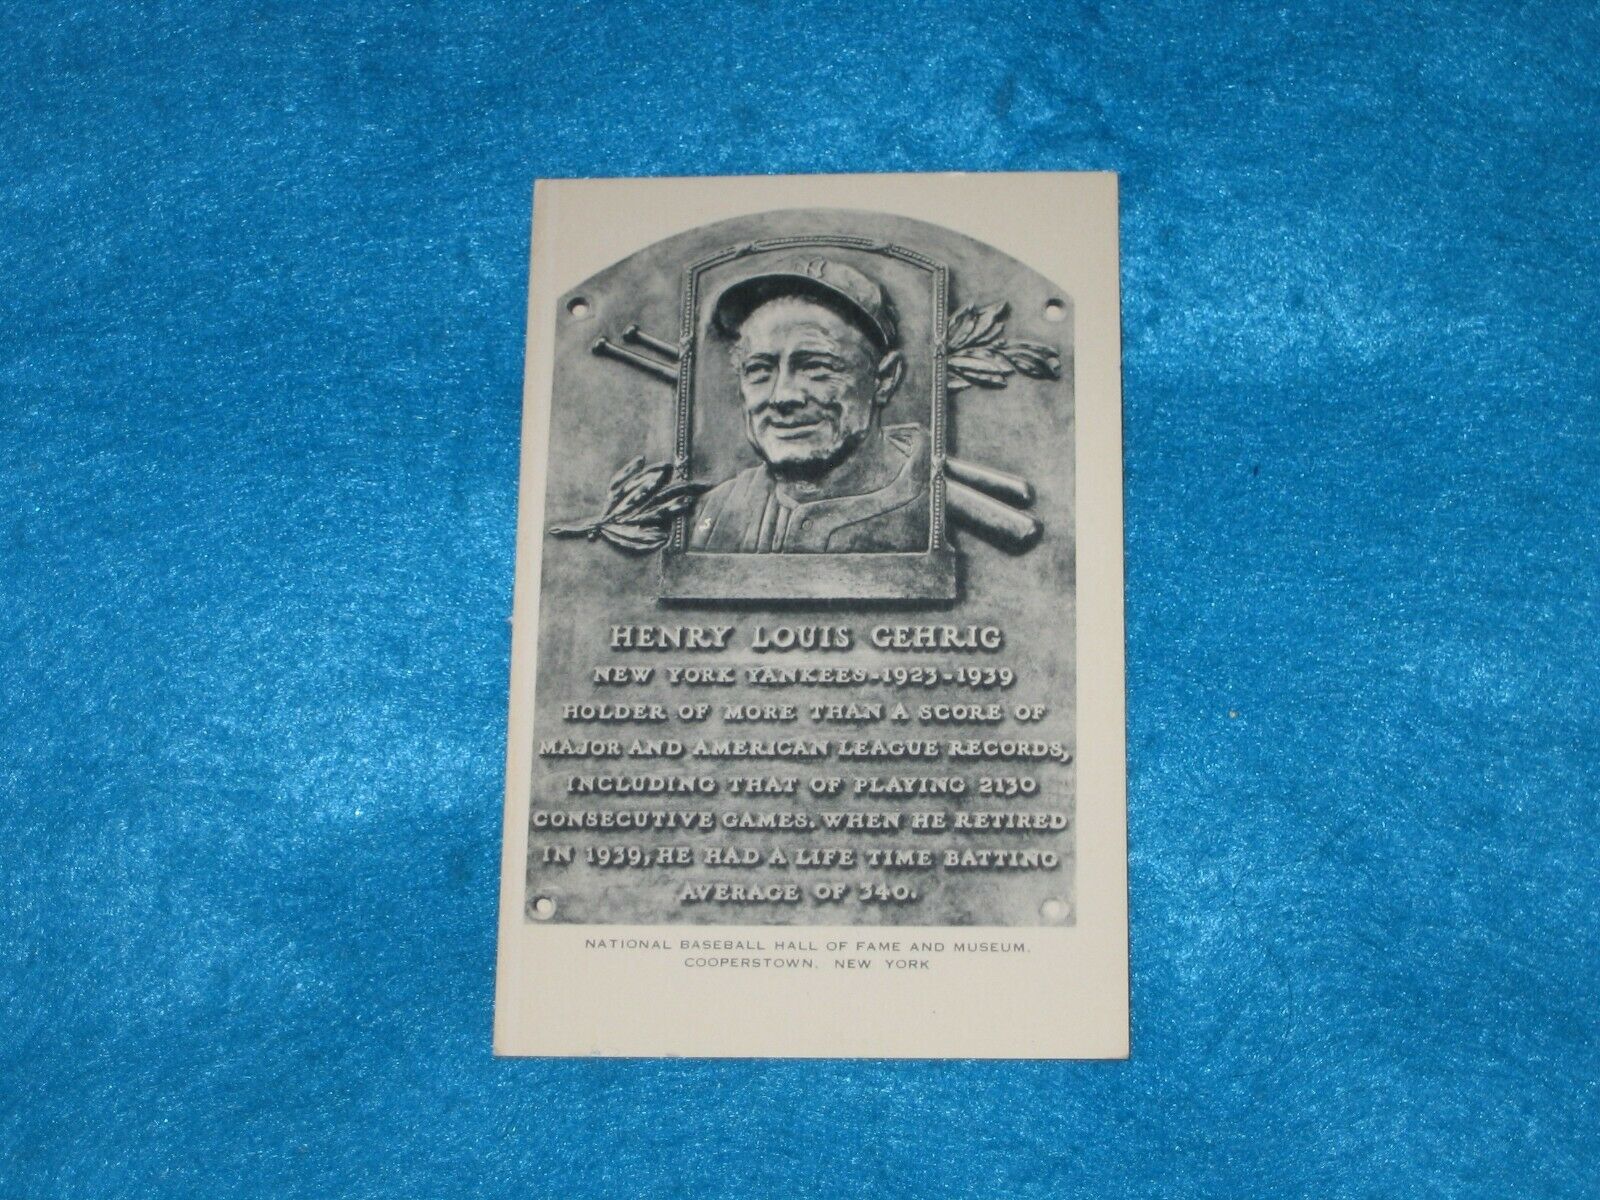 NY
HENRY LOUIS GEHRIG
NEW YORK YANKEES-1923-1939
HOLDER OF MORE THAN A SCORE OF
MAJOR AND AMERICAN LEAGUE RECORDS,
INCLUDING THAT OF PLAYING 2130
CONSECUTIVE GAMES. WHEN HE RETIRED
IN 1939, HE HAD A LIFE TIME BATTING
AVERAGE OF 340.
NATIONAL BASEBALL HALL OF FAME AND MUSEUM.
COOPERSTOWN, NEW YORK